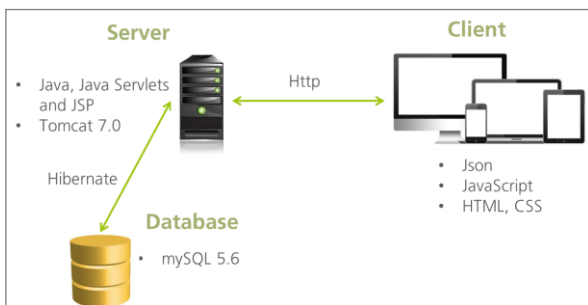 Server
• Java, Java Servlets
and JSP
• Tomcat 7.0
Http
Client
• Json
• JavaScript
• HTML, CSS
Hibernate
Database
• mySQL 5.6